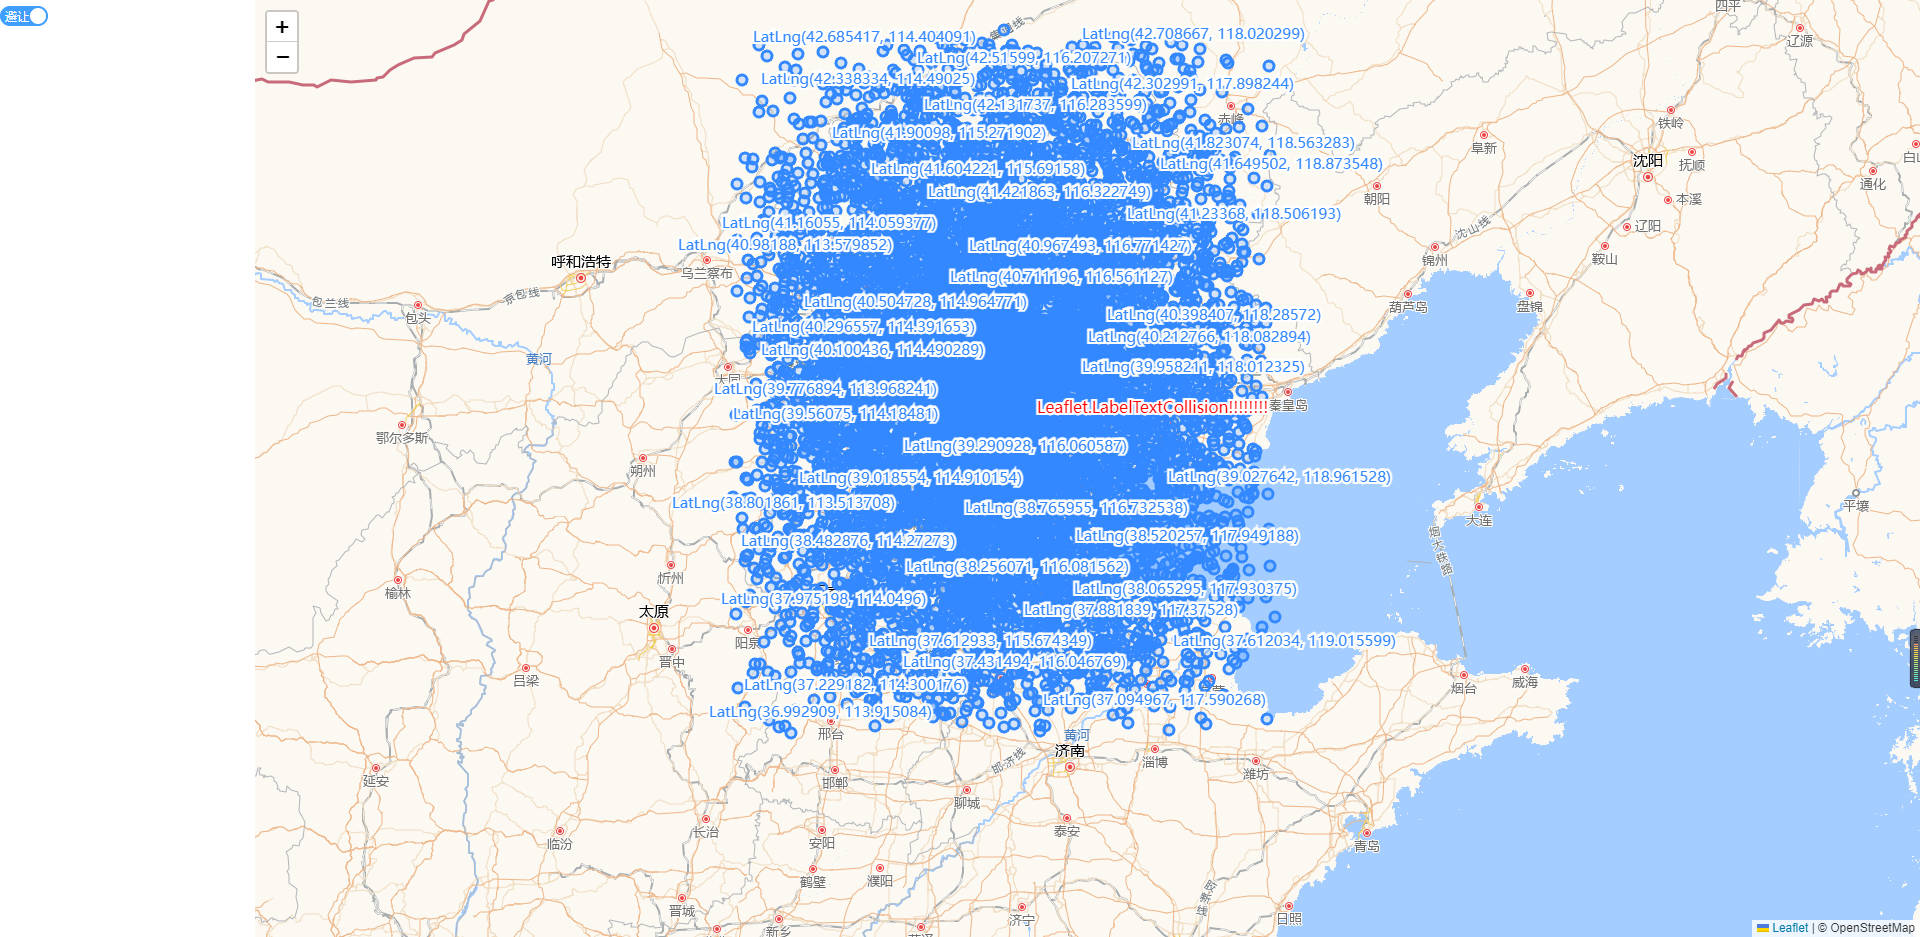 避让
+
−
四平
辽源
LatLng(42.685417, 114.404091)
LatLng(42.708667, 118.020299)
LatLng(42.51599, 116.207271)
LatLng(42.338334, 114.49025)
LatLng(42.302991, 117.898244)
LatLng(42.131737, 116.283599)
赤峰
铁岭
LatLng(41.90098, 115.271902)
LatLng(41.823074, 118.563283)
阜新
沈阳
抚顺
白山
LatLng(41.604221, 115.69158)
LatLng(41.649502, 118.873548)
通化
LatLng(41.421863, 116.322749)
朝阳
本溪
LatLng(41.16055, 114.059377)
LatLng(41.23368, 118.506193)
沈山线
辽阳
LatLng(40.98188, 113.579852)
LatLng(40.967493, 116.771427)
呼和浩特
乌兰察布
锦州
鞍山
LatLng(40.711196, 116.561127)
京包线
包兰线
LatLng(40.504728, 114.964771)
葫芦岛
盘锦
包头
LatLng(40.398407, 118.28572)
LatLng(40.296557, 114.391653)
LatLng(40.212766, 118.082894)
LatLng(40.100436, 114.490289)
黄河
LatLng(39.958211, 118.012325)
大同
LatLng(39.776894, 113.968241)
Leaflet.LabelTextCollision!!!!!!!!
秦皇岛
LatLng(39.56075, 114.18481)
鄂尔多斯
LatLng(39.290928, 116.060587)
朔州
LatLng(39.018554, 114.910154)
LatLng(39.027642, 118.961528)
LatLng(38.801861, 113.513708)
LatLng(38.765955, 116.732538)
平壤
大连
LatLng(38.482876, 114.27273)
LatLng(38.520257, 117.949188)
烟大铁路
LatLng(38.256071, 116.081562)
忻州
榆林
LatLng(38.065295, 117.930375)
LatLng(37.975198, 114.0496)
太原
LatLng(37.881839, 117.37528)
阳泉
LatLng(37.612933, 115.674349)
LatLng(37.612034, 119.015599)
晋中
LatLng(37.431494, 116.046769)
吕梁
LatLng(37.229182, 114.300176)
烟台
威海
LatLng(37.094967, 117.590268)
LatLng(36.992909, 113.915084)
邢台
黄河
济南
邯济线
淄博
潍坊
延安
邯郸
聊城
长治
泰安
临汾
安阳
青岛
鹤壁
濮阳
胶新线
晋城
济宁
日照
新乡
Leaflet | © OpenStreetMap